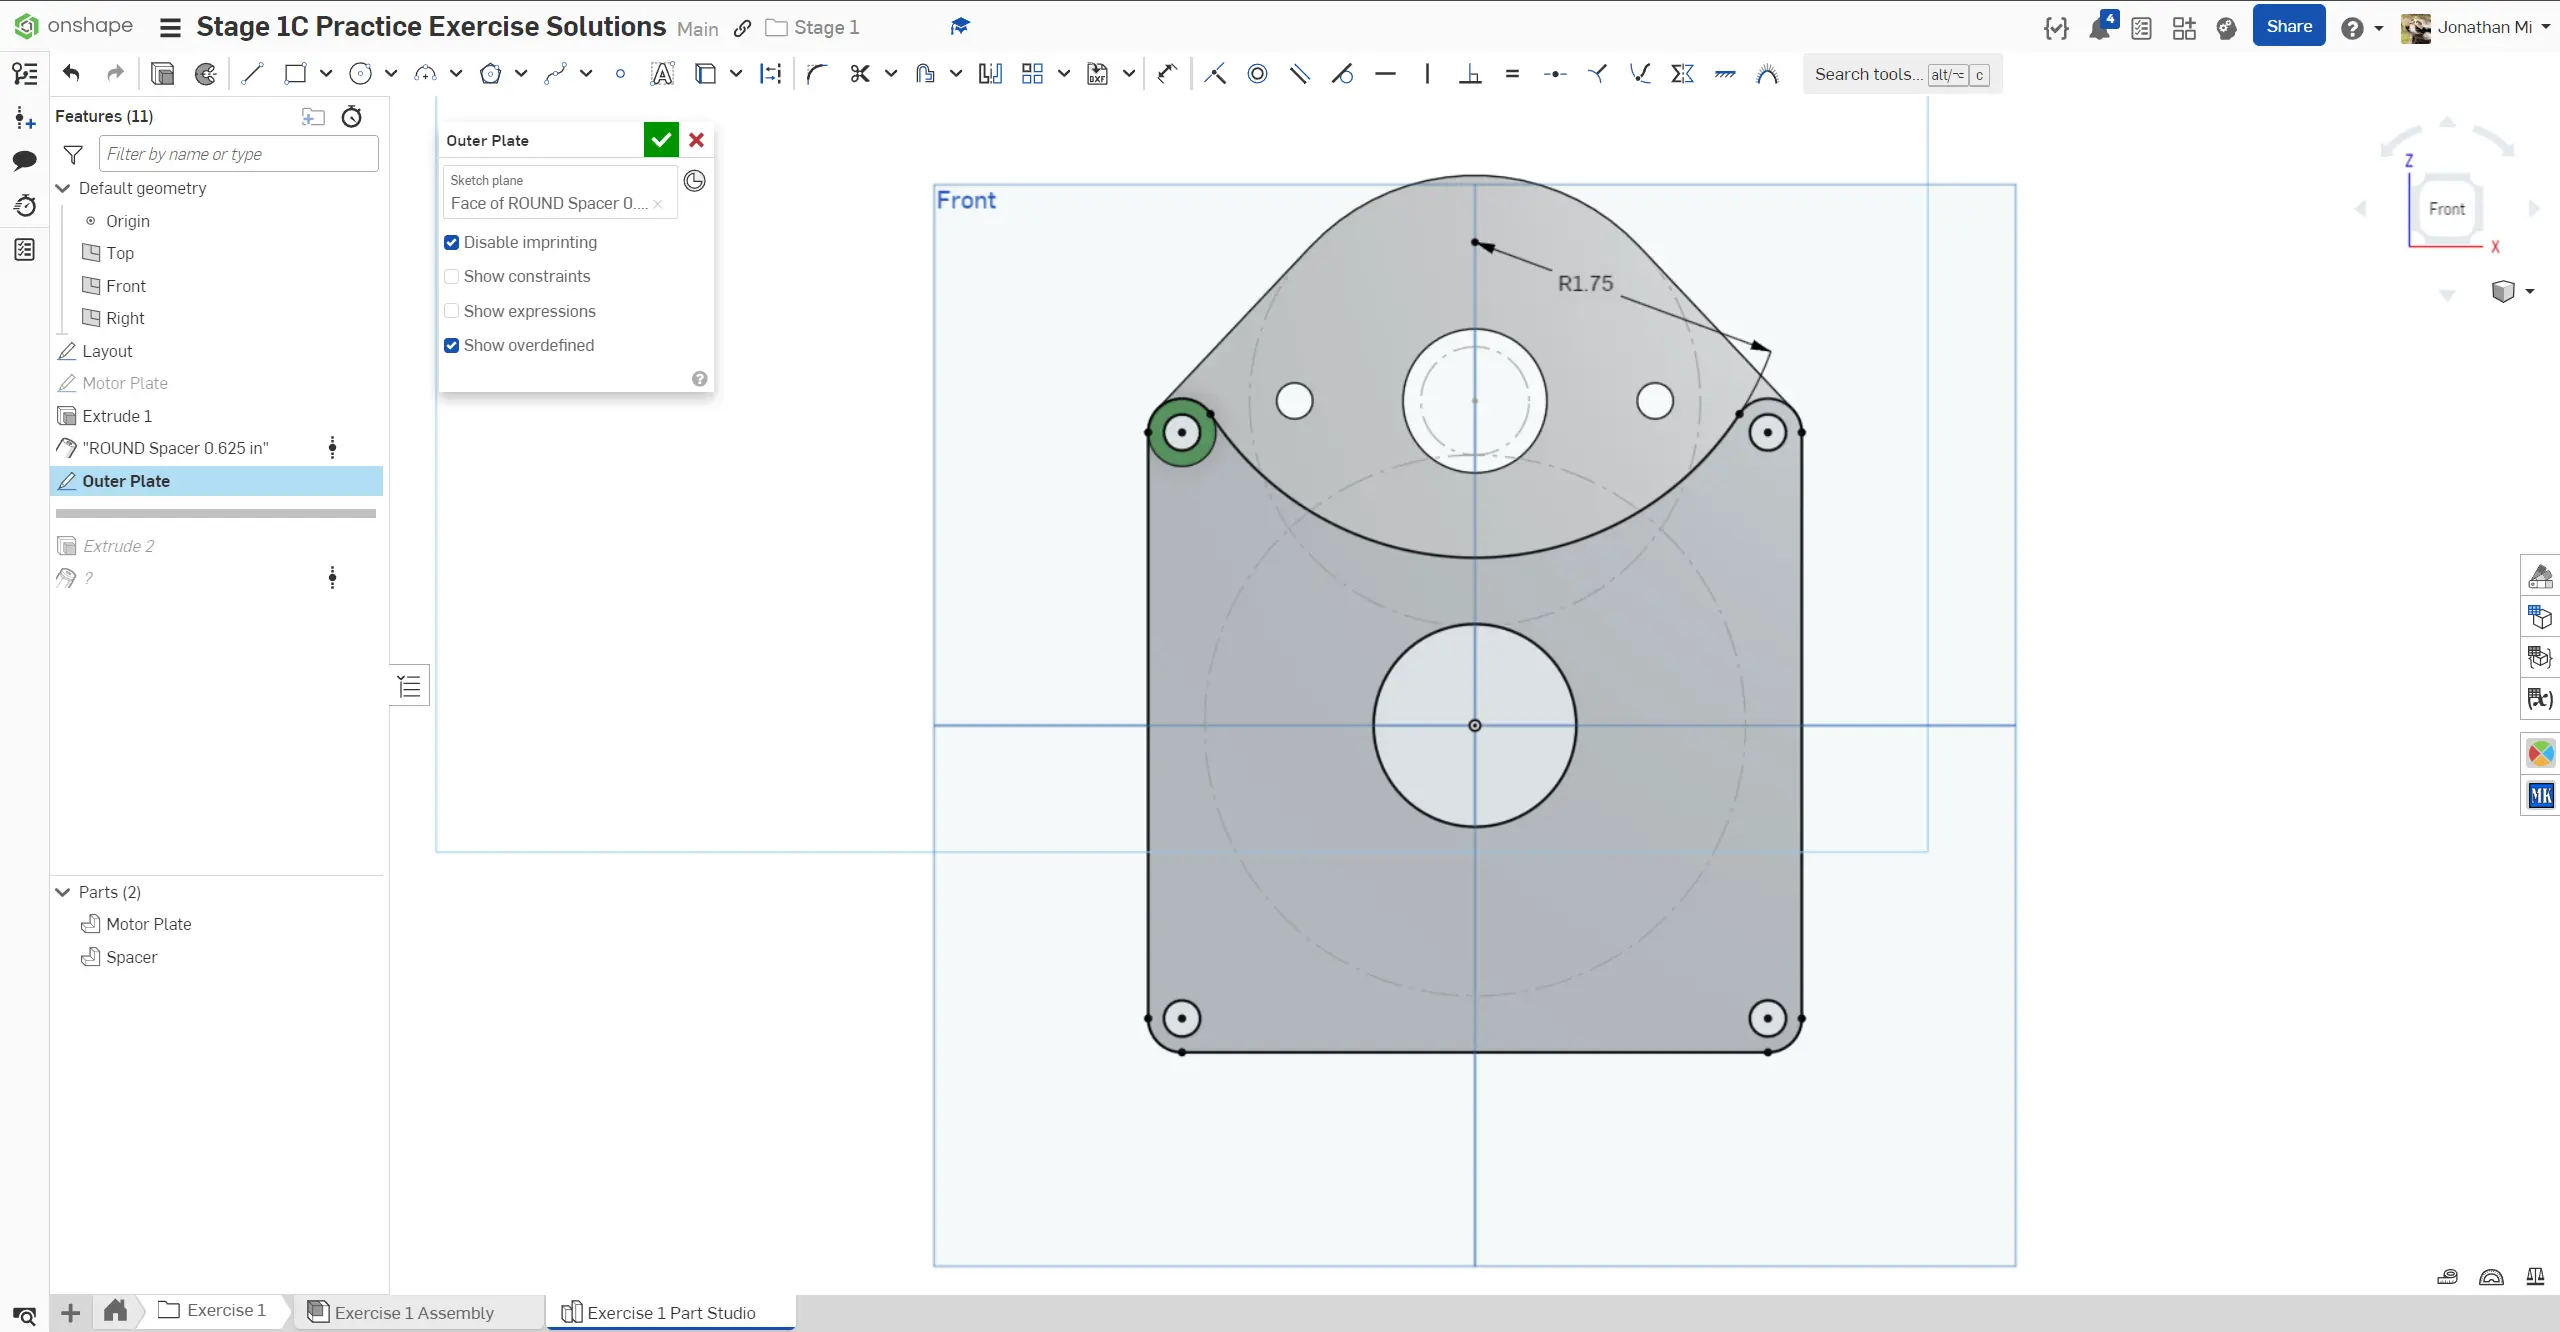 onshape
Stage 1C Practice Exercise Solutions Main Stage 1
4
Share
Jonathan Mi
Search tools... alt/⌥ c
Features (11)
Filter by name or type
Default geometry
Origin
Top
Front
Right
Layout
Motor Plate
Extrude 1
"ROUND Spacer 0.625 in"
Outer Plate
Extrude 2
?
Parts (2)
Motor Plate
Spacer
Outer Plate
Sketch plane
Face of ROUND Spacer 0....
Disable imprinting
Show constraints
Show expressions
Show overdefined
Front
R1.75
Z
Front
X
DXF
(x)
MK
Exercise 1
Exercise 1 Assembly
Exercise 1 Part Studio